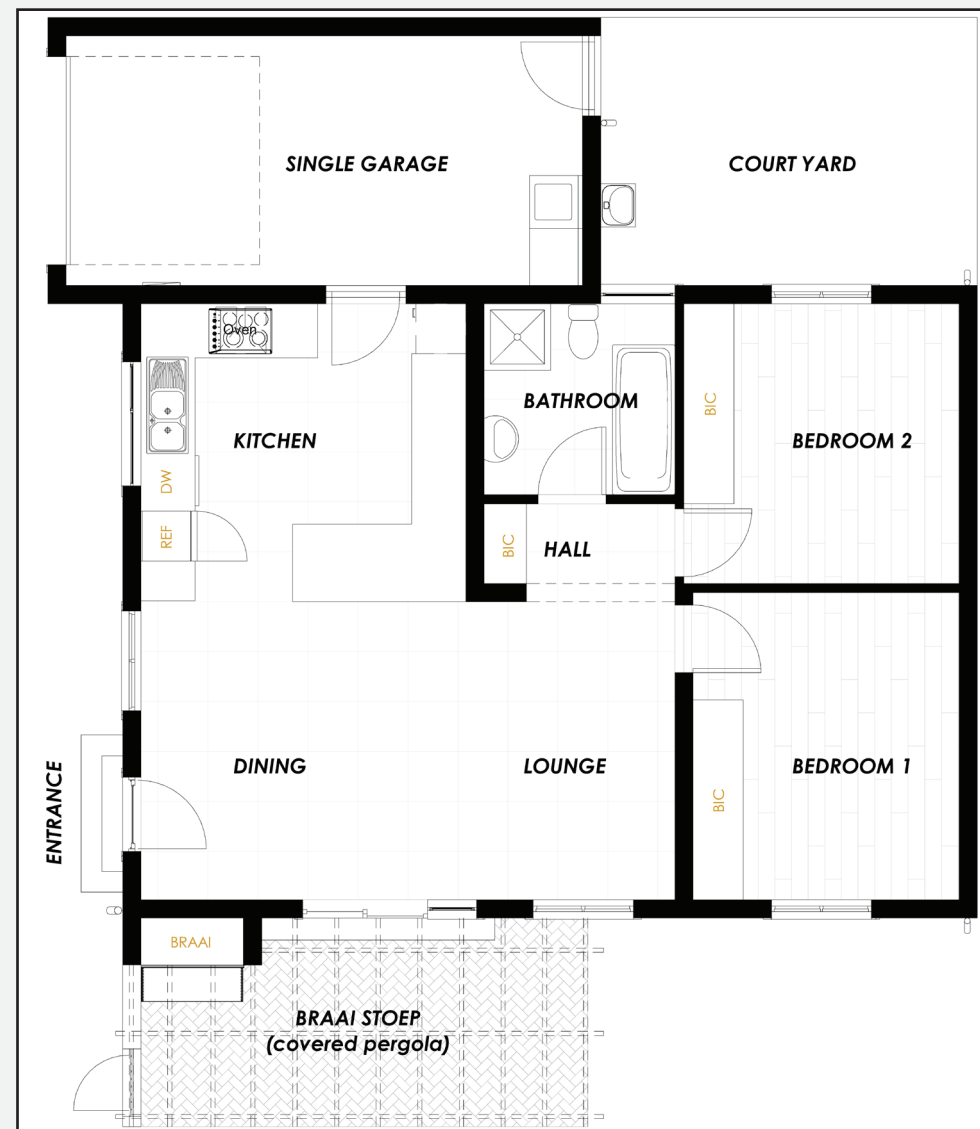 SINGLE GARAGE
COURT YARD
Oven
KITCHEN
DW
REF
BATHROOM
BIC
HALL
BIC
BEDROOM 2
ENTRANCE
DINING
LOUNGE
BIC
BEDROOM 1
BRAAI
BRAAI STOEP
(covered pergola)